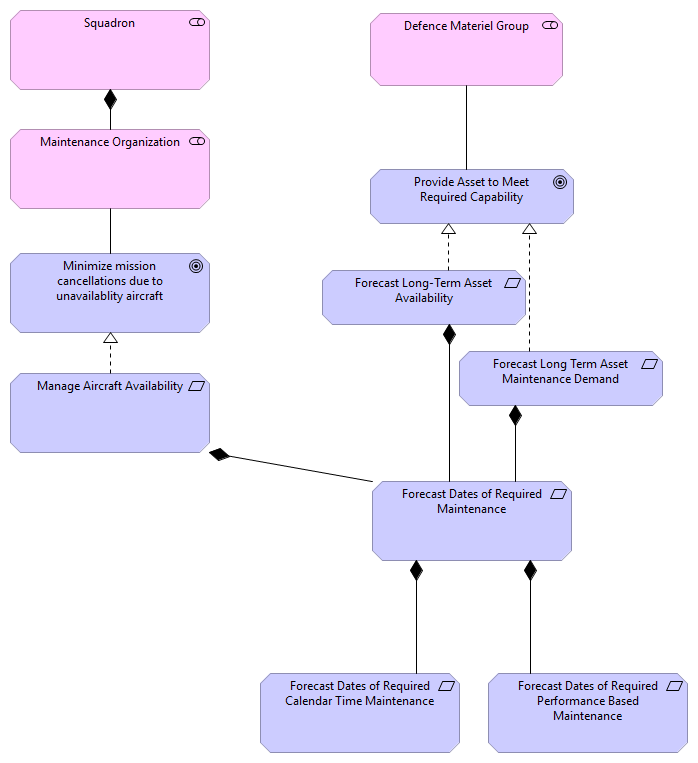 Squadron
Defence Materiel Group
Maintenance Organization
Provide Asset to Meet
Required Capability
Minimize mission
cancellations due to
unavailablity aircraft
Forecast Long-Term Asset
Availability
Forecast Long Term Asset
Maintenance Demand
Manage Aircraft Availability
Forecast Dates of Required
Maintenance
Forecast Dates of Required
Calendar Time Maintenance
Forecast Dates of Required
Performance Based
Maintenance